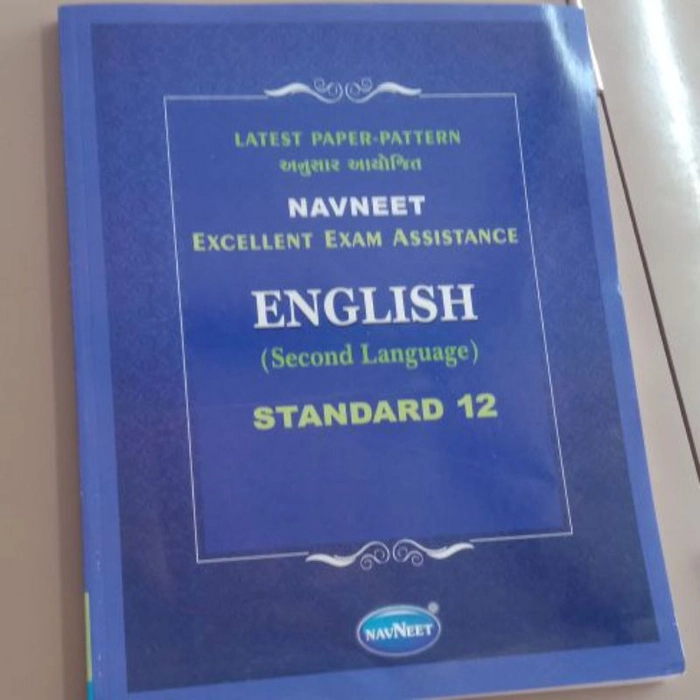 LATEST PAPER-PATTERN
અનુસાર આયોજિત
NAVNEET
EXCELLENT EXAM ASSISTANCE
ENGLISH
(Second Language)
STANDARD 12
NAVNEET
®